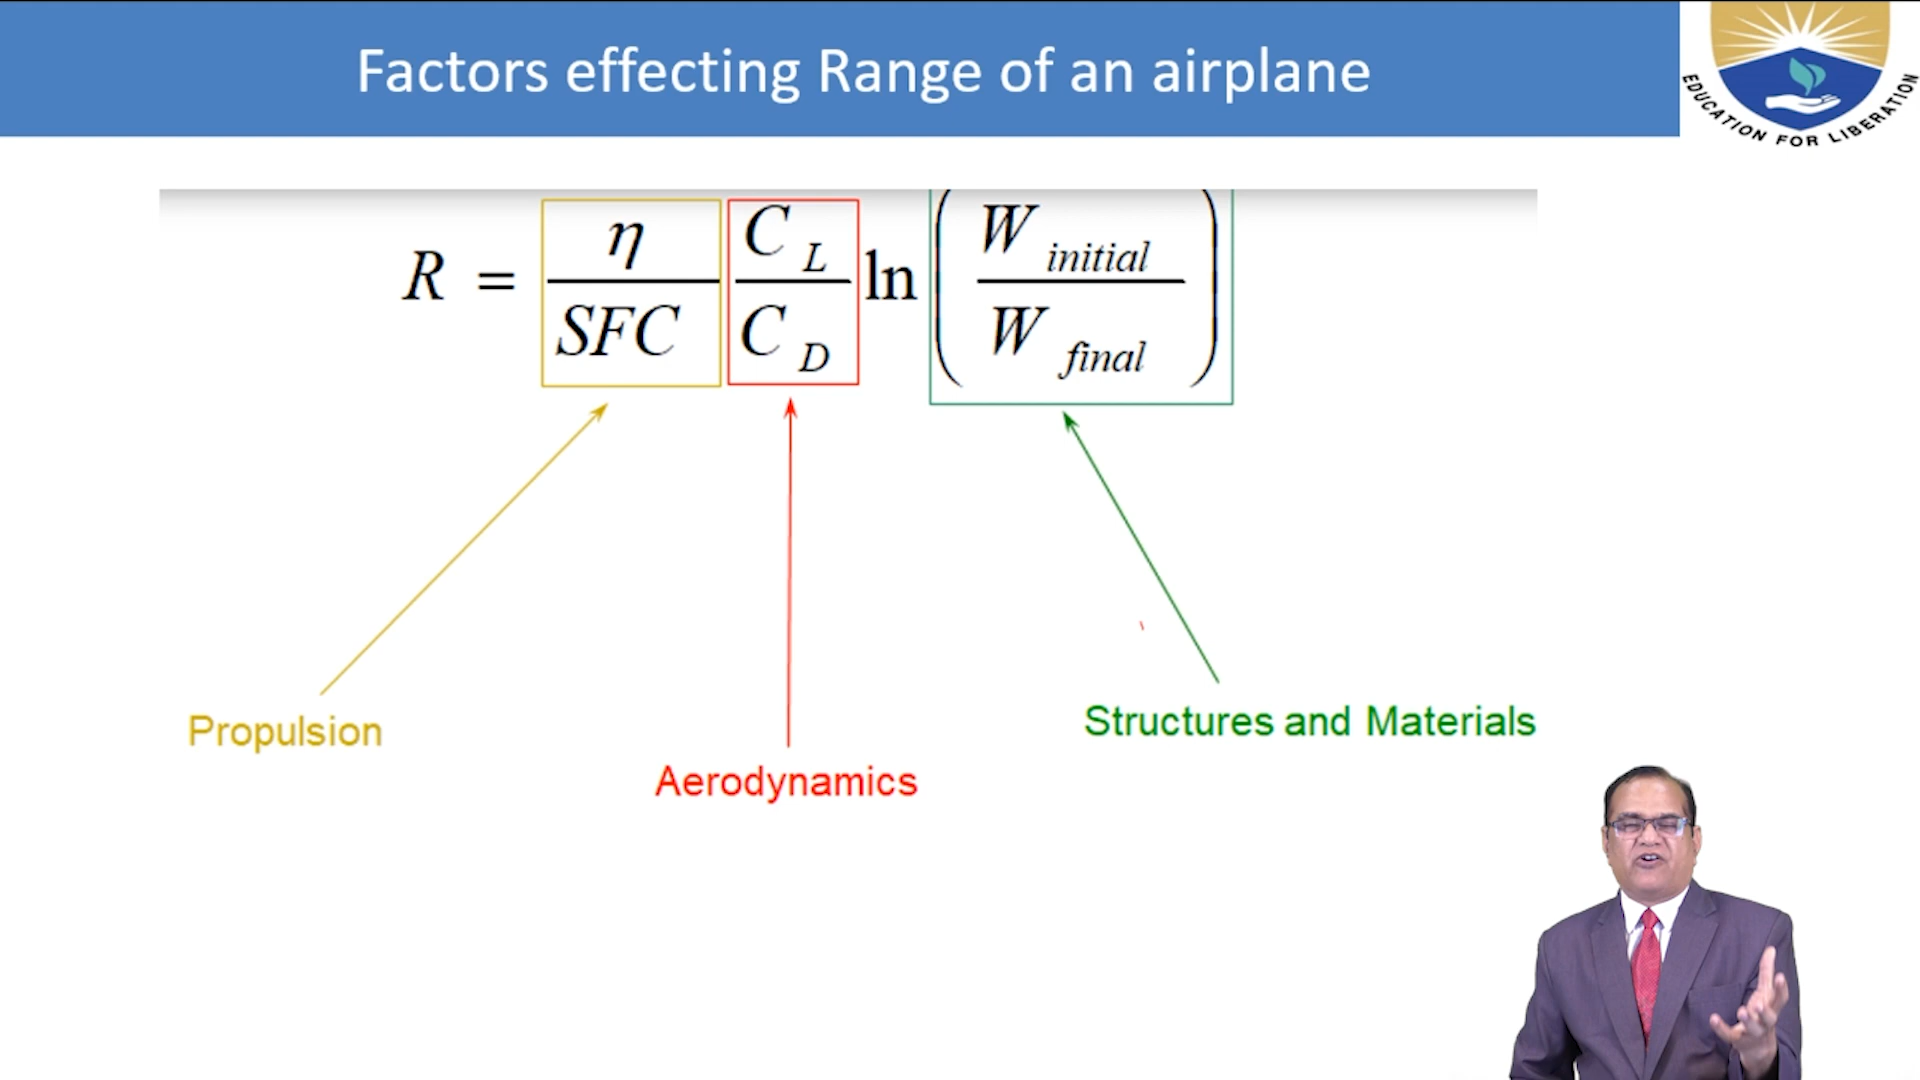 Factors effecting Range of an airplane
EDUCATION FOR LIBERATION
R = η/SFC C_L/C_D ln(W_initial/W_final)
Propulsion
Structures and Materials
Aerodynamics